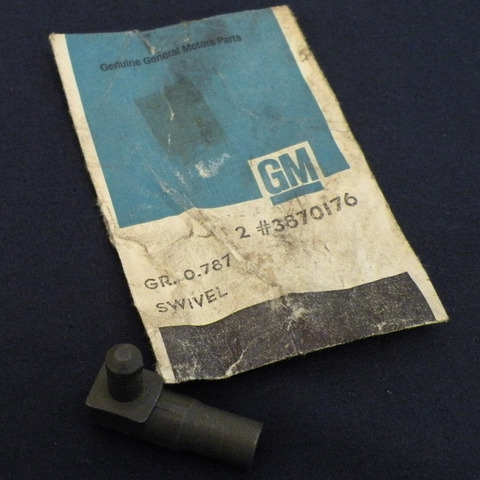 Genuine General Motors Parts
GM
2 #3870176
GR. 0.787
SWIVEL